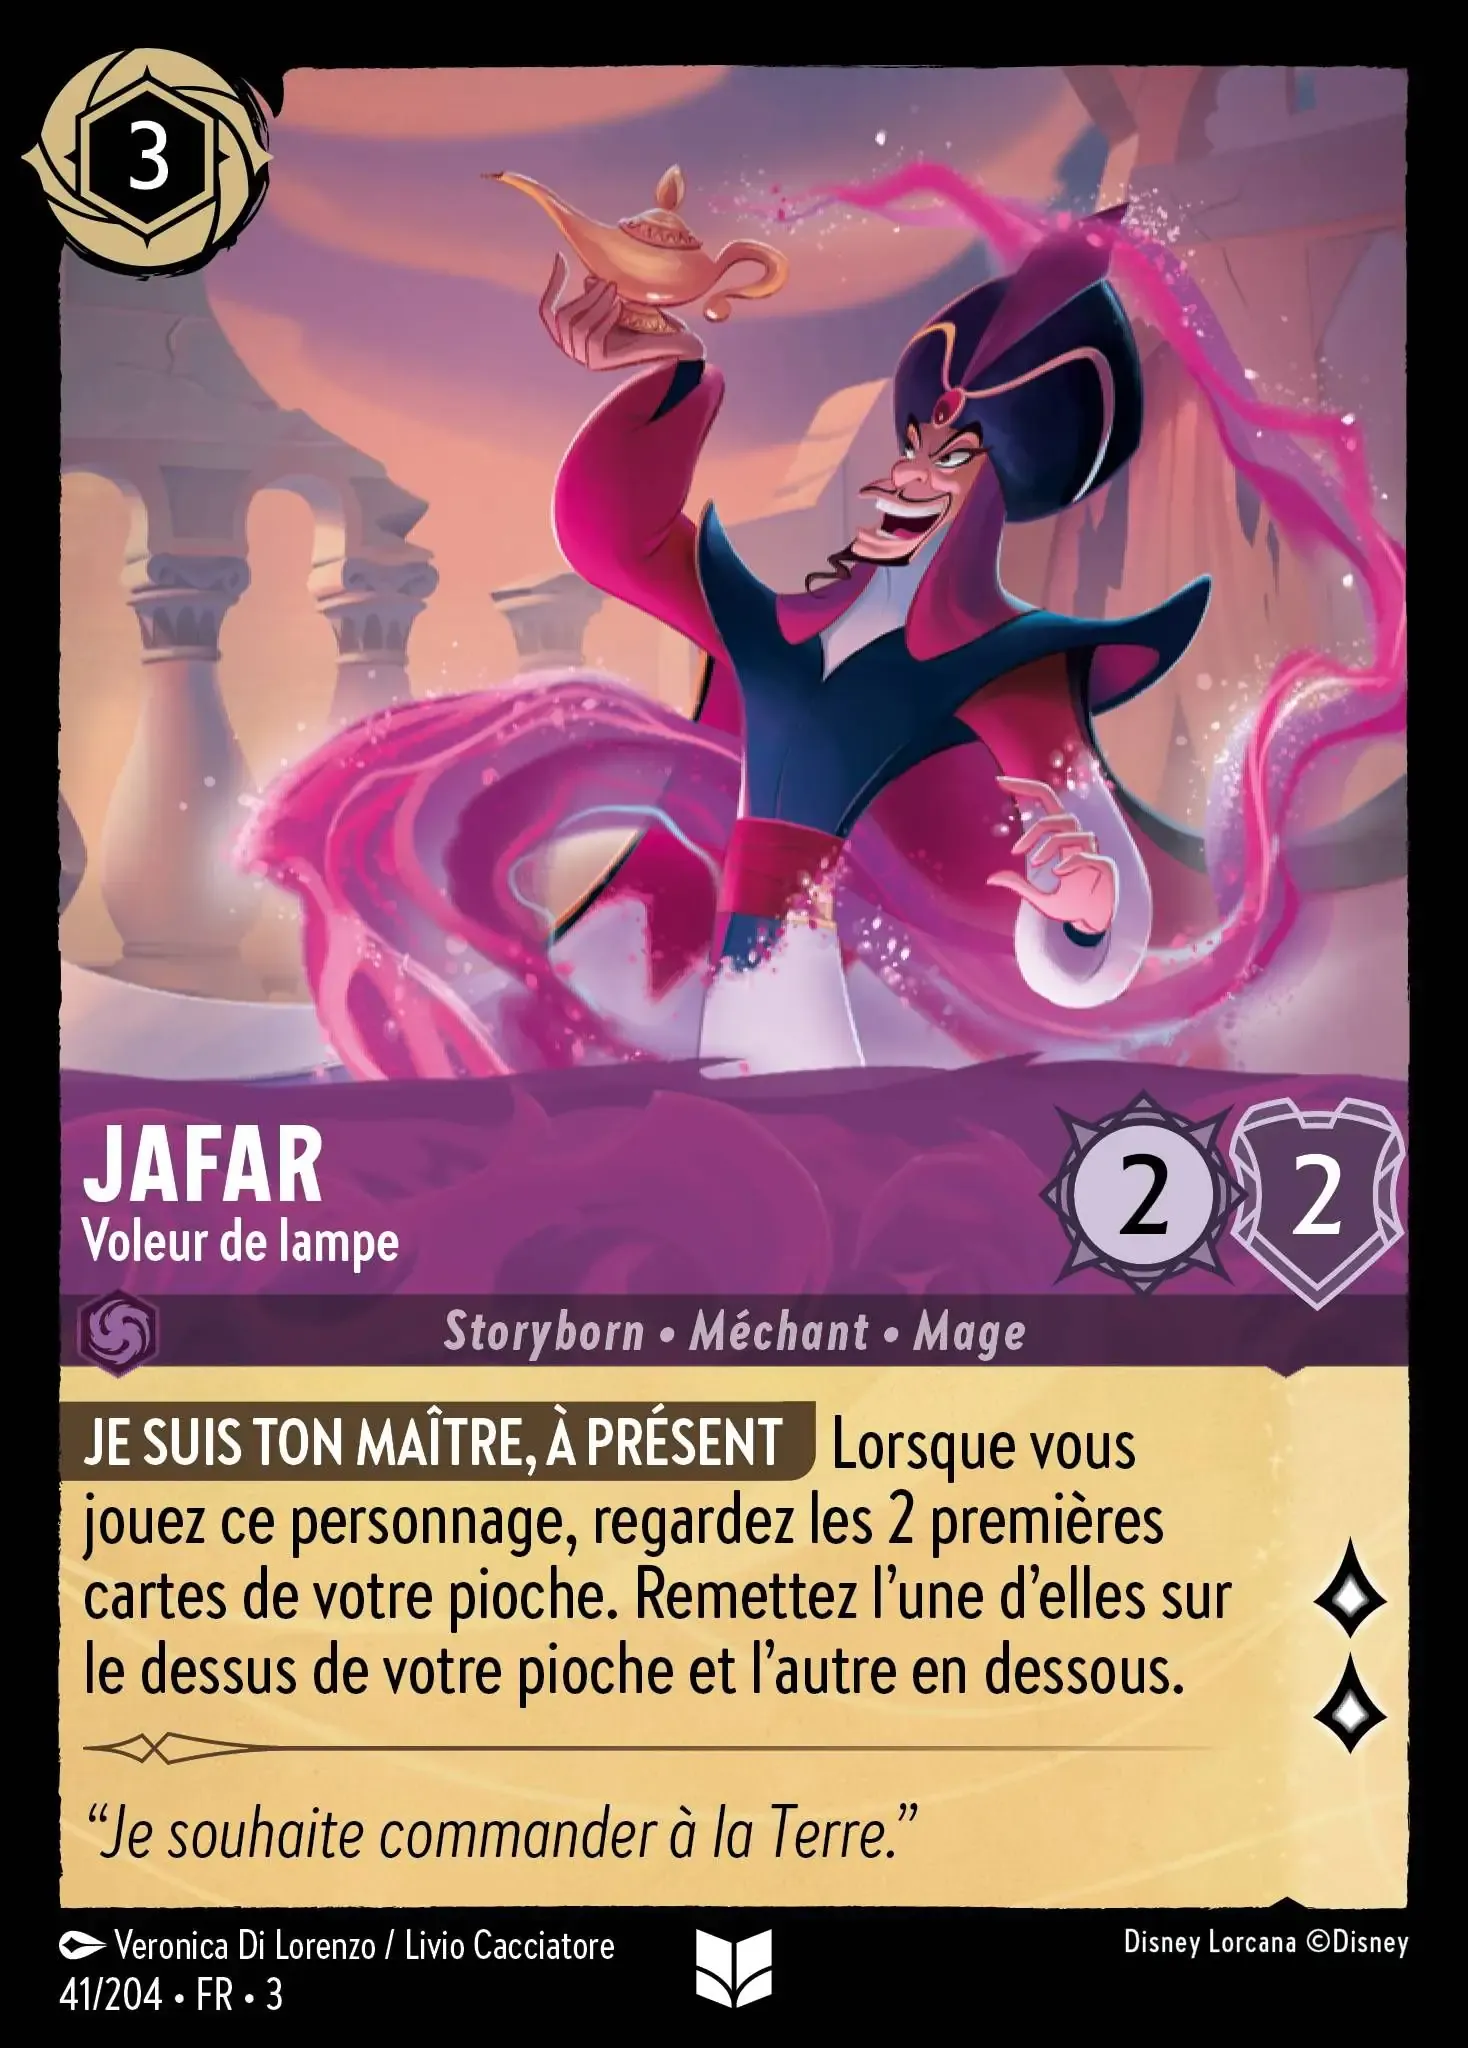 3
JAFAR
Voleur de lampe
2
2
Storyborn • Méchant • Mage
JE SUIS TON MAÎTRE, À PRÉSENT Lorsque vous
jouez ce personnage, regardez les 2 premières
cartes de votre pioche. Remettez l’une d’elles sur
le dessus de votre pioche et l’autre en dessous.
“Je souhaite commander à la Terre.”
Veronica Di Lorenzo / Livio Cacciatore
Disney Lorcana ©Disney
41/204 • FR • 3